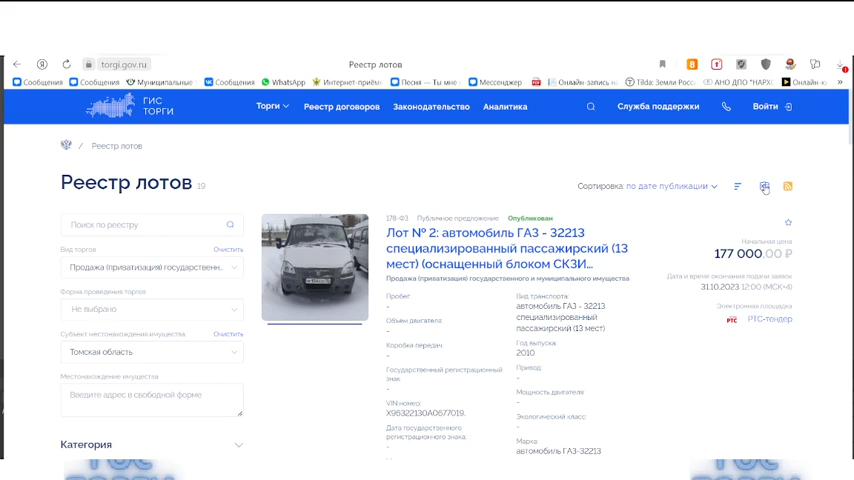 torgi.gov.ru
Реестр лотов
Сообщения
Сообщения
Муниципальные
Сообщения
WhatsApp
Интернет-приём
Песня — Ты мне
Мессенджер
Онлайн-запись н
Tilda: Земли Росс
АНО ДПО "НАРХ
Онлайн-к
ГИС
ТОРГИ
Торги
Реестр договоров
Законодательство
Аналитика
Служба поддержки
Войти
/ Реестр лотов
Реестр лотов 19
Сортировка: по дате публикации
Поиск по реестру
Вид торгов
Очистить
Продажа (приватизация) государственн...
Форма проведения торгов
Не выбрано
Субъект местонахождения имущества
Очистить
Томская область
Местонахождение имущества
Введите адрес в свободной форме
Категория
178-ФЗ Публичное предложение Опубликован
Лот № 2: автомобиль ГАЗ - 32213
специализированный пассажирский (13
мест) (оснащенный блоком СКЗИ...
Продажа (приватизация) государственного и муниципального имущества
Пробег:
-
Объем двигателя:
-
Коробка передач:
-
Государственный регистрационный
знак:
-
VIN номер:
X96322130A0677019.
Дата государственного
регистрационного знака:
-
Вид транспорта:
автомобиль ГАЗ - 32213
специализированный
пассажирский (13 мест)
Год выпуска:
2010
Привод:
-
Мощность двигателя:
-
Экологический класс:
-
Марка:
автомобиль ГАЗ-32213
Начальная цена
177 000,00 ₽
Дата и время окончания подачи заявок
31.10.2023 12:00 (МСК+4)
Электронная площадка
РТС РТС-тендер